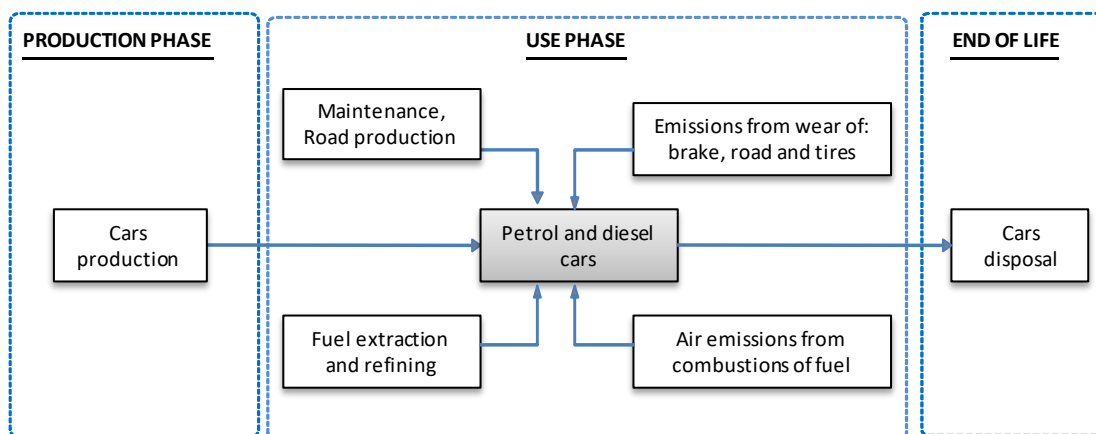 PRODUCTION PHASE
USE PHASE
END OF LIFE
Maintenance,
Road production
Emissions from wear of:
brake, road and tires
Cars
production
Petrol and diesel
cars
Cars
disposal
Fuel extraction
and refining
Air emissions from
combustions of fuel